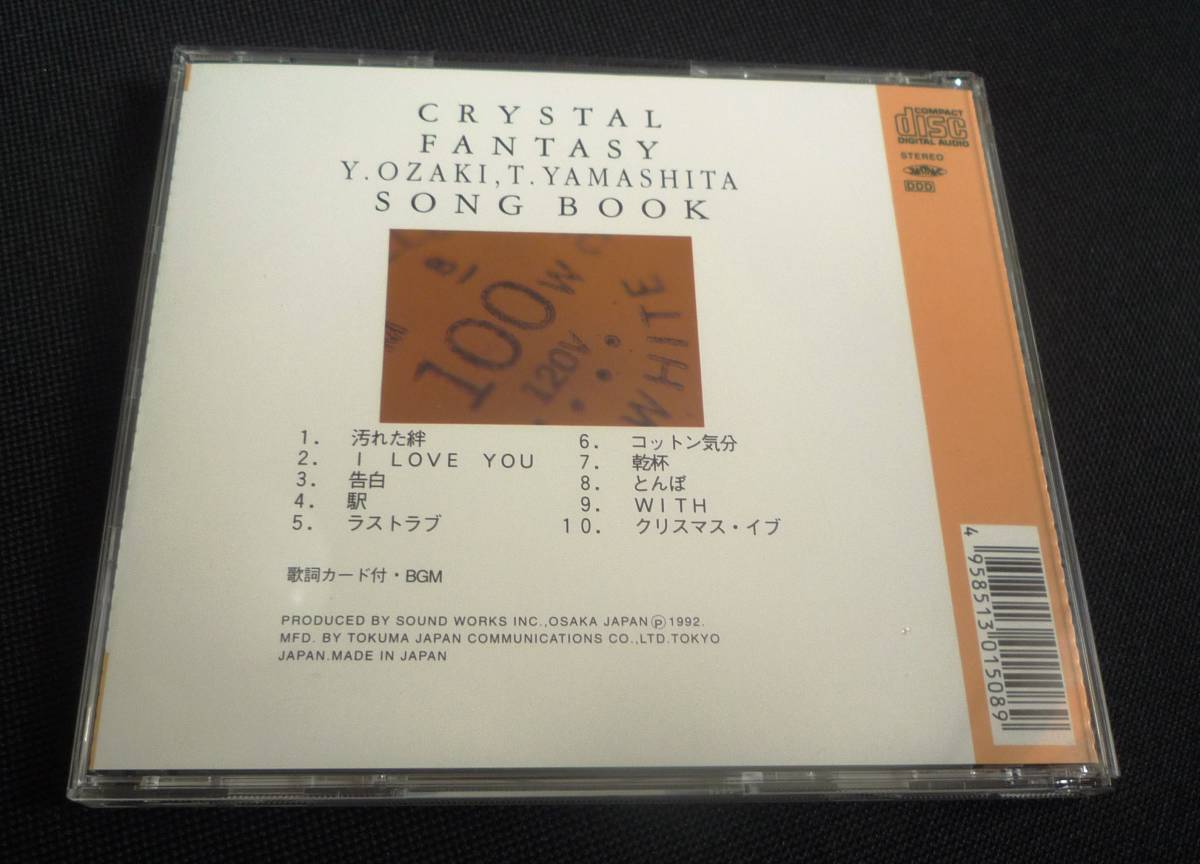 CRYSTAL
FANTASY
Y.OZAKI,T.YAMASHITA
SONG BOOK
COMPACT
disc
DIGITAL AUDIO
STEREO
DDD
100W
120V
WHITE
1. 汚れた絆
2. I LOVE YOU
3. 告白
4. 駅
5. ラストラブ
6. コットン気分
7. 乾杯
8. とんぼ
9. WITH
10. クリスマス・イブ
歌詞カード付・BGM
PRODUCED BY SOUND WORKS INC.,OSAKA JAPANⓅ1992.
MFD. BY TOKUMA JAPAN COMMUNICATIONS CO.,LTD.TOKYO
JAPAN.MADE IN JAPAN
4 958513 015089